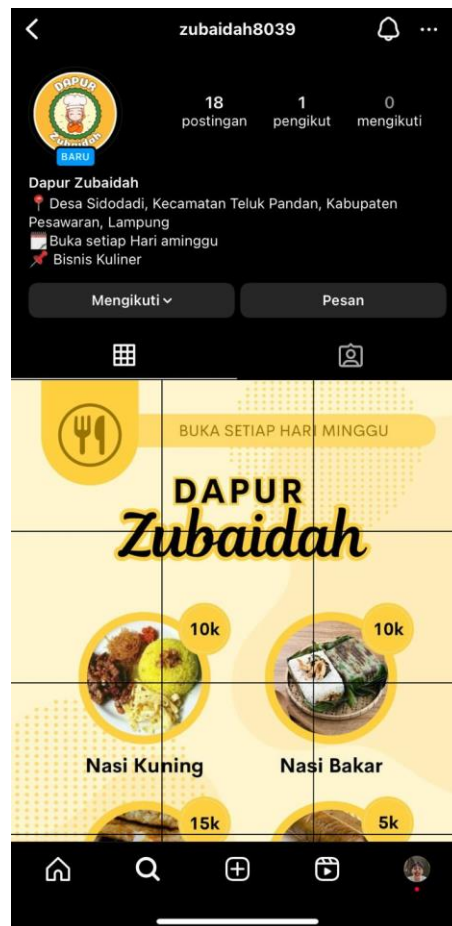 zubaidah8039
DAPUR
Zubaidah
BARU
18
postingan
1
pengikut
0
mengikuti
Dapur Zubaidah
Desa Sidodadi, Kecamatan Teluk Pandan, Kabupaten
Pesawaran, Lampung
Buka setiap Hari aminggu
Bisnis Kuliner
Mengikuti
Pesan
BUKA SETIAP HARI MINGGU
DAPUR
Zubaidah
10k
10k
Nasi Kuning
Nasi Bakar
15k
5k